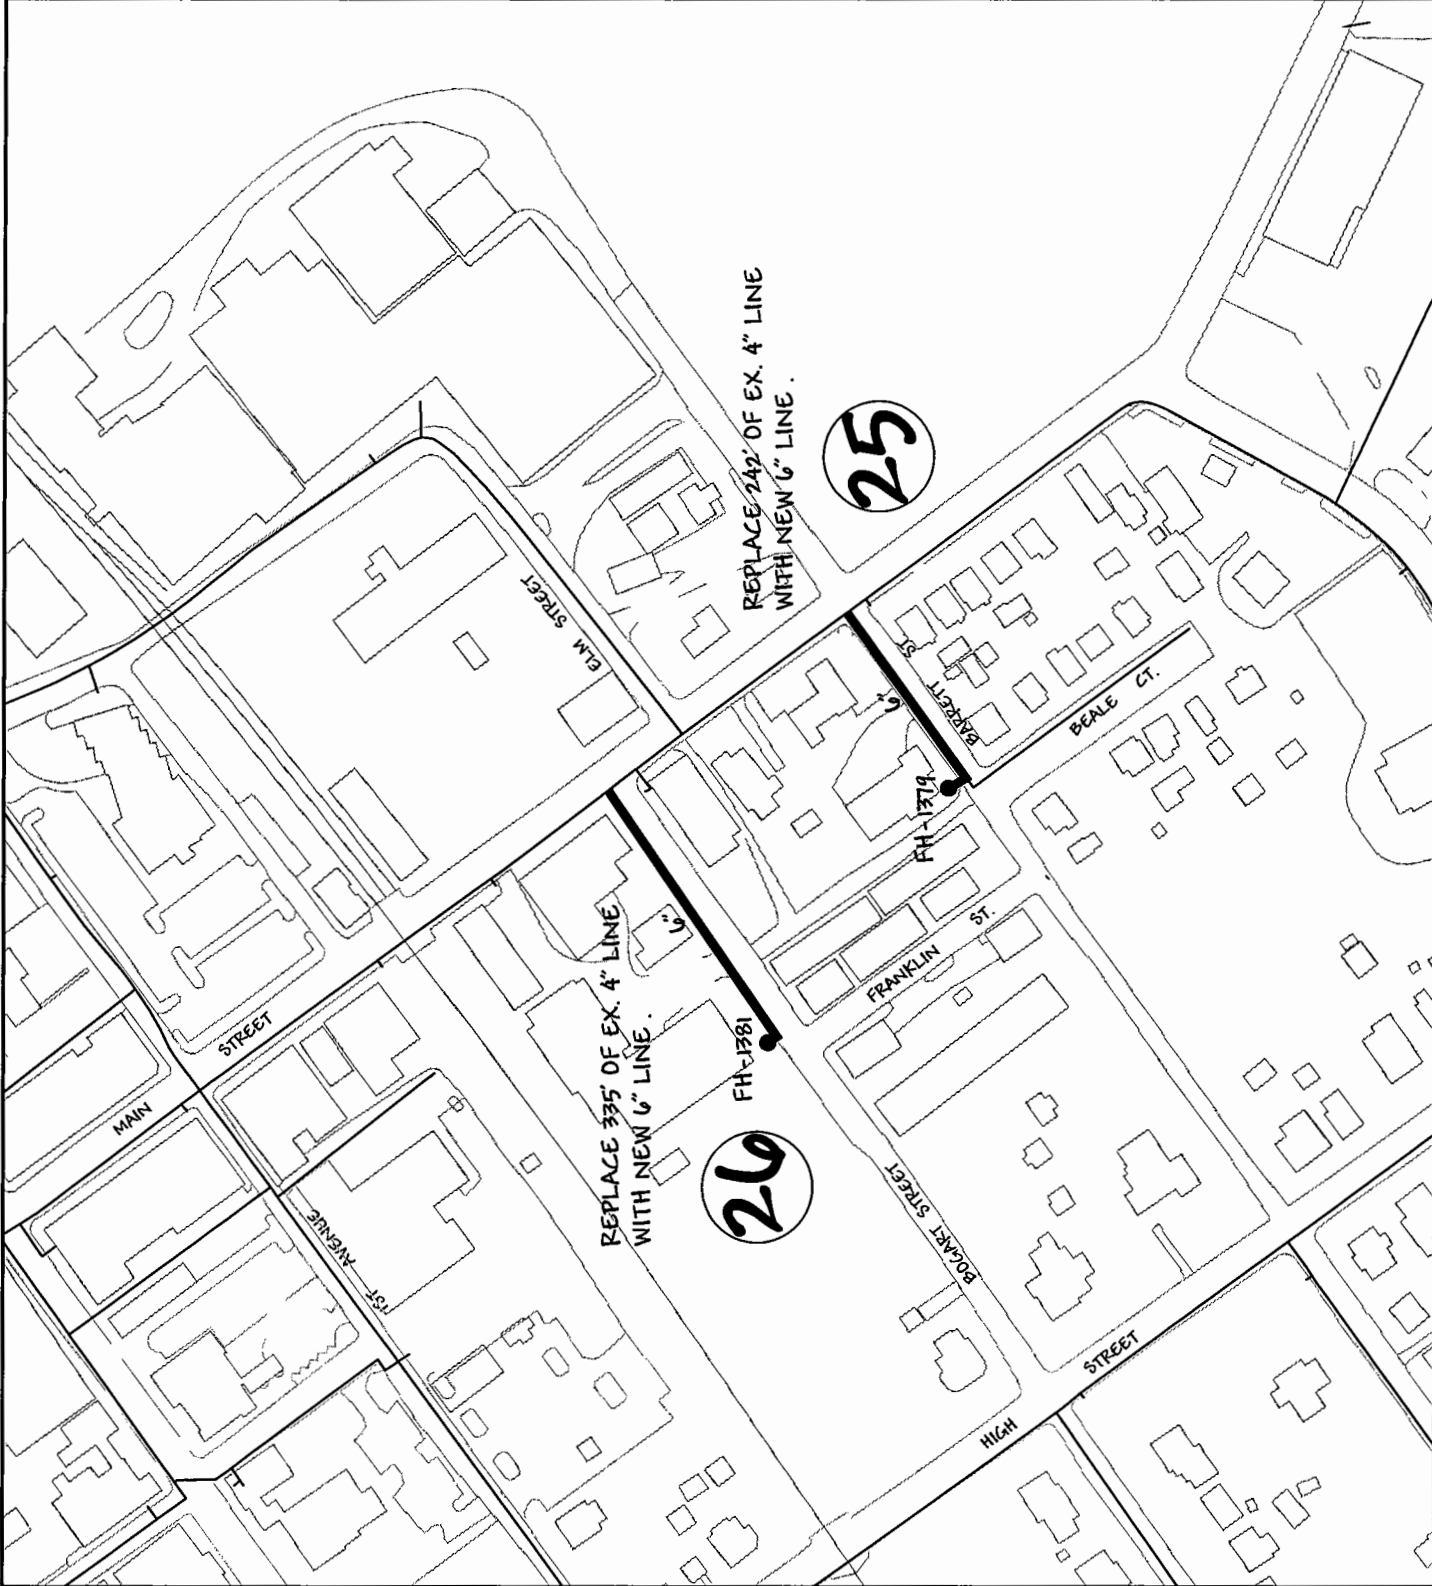 REPLACE 242' OF EX. 4" LINE
WITH NEW 6" LINE.
25
REPLACE 335' OF EX. 4" LINE
WITH NEW 6" LINE.
26
ELM STREET
MAIN STREET
1ST AVENUE
BARRETT ST
BEALE CT.
FRANKLIN ST.
BOGART STREET
HIGH STREET
FH-1379
FH-1381
6"
6"